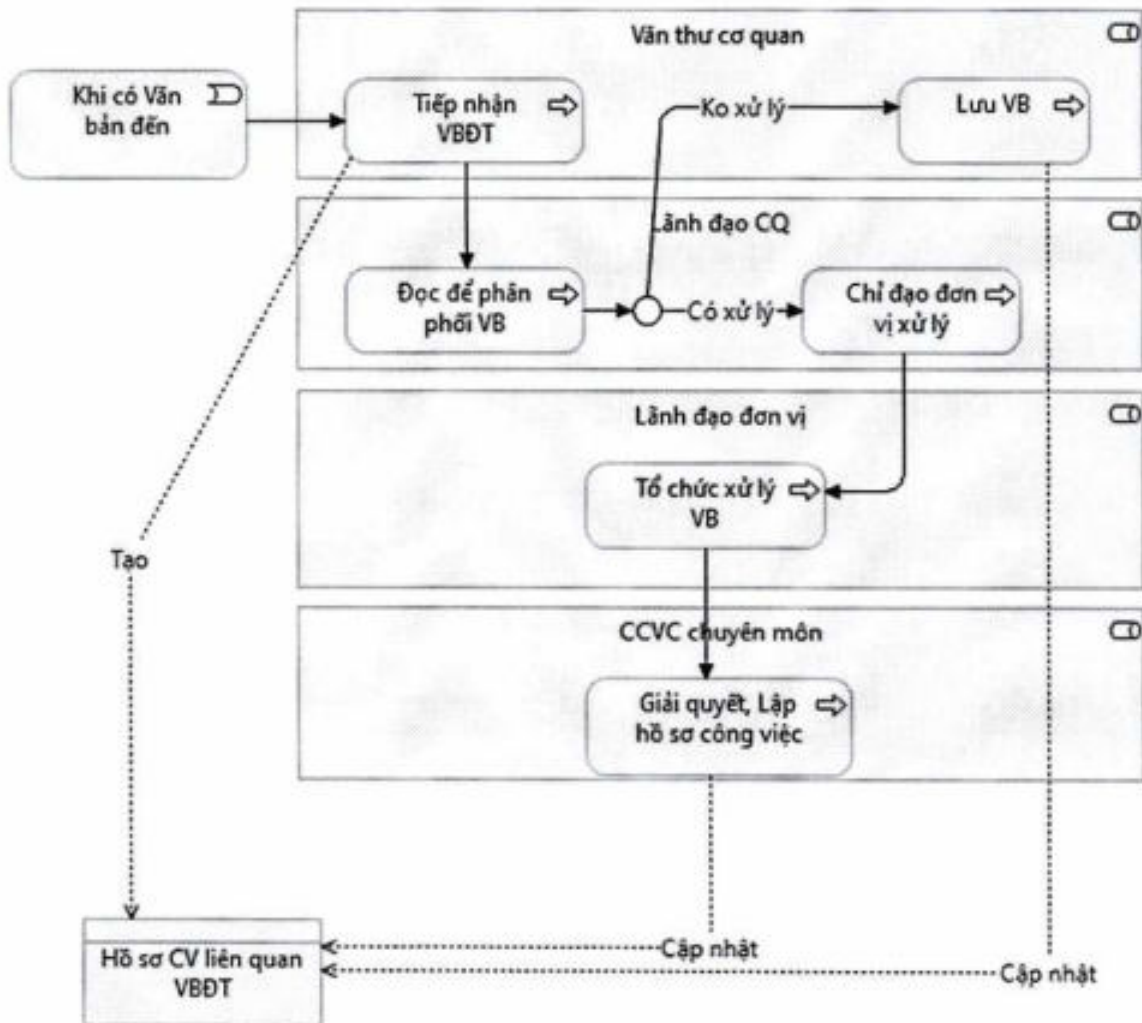 Văn thư cơ quan
Khi có Văn
bản đến
Tiếp nhận
VBĐT
Ko xử lý
Lưu VB
Lãnh đạo CQ
Đọc để phân
phối VB
Có xử lý
Chỉ đạo đơn
vị xử lý
Lãnh đạo đơn vị
Tổ chức xử lý
VB
Tạo
CCVC chuyên môn
Giải quyết, Lập
hồ sơ công việc
Hồ sơ CV liên quan
VBĐT
Cập nhật
Cập nhật